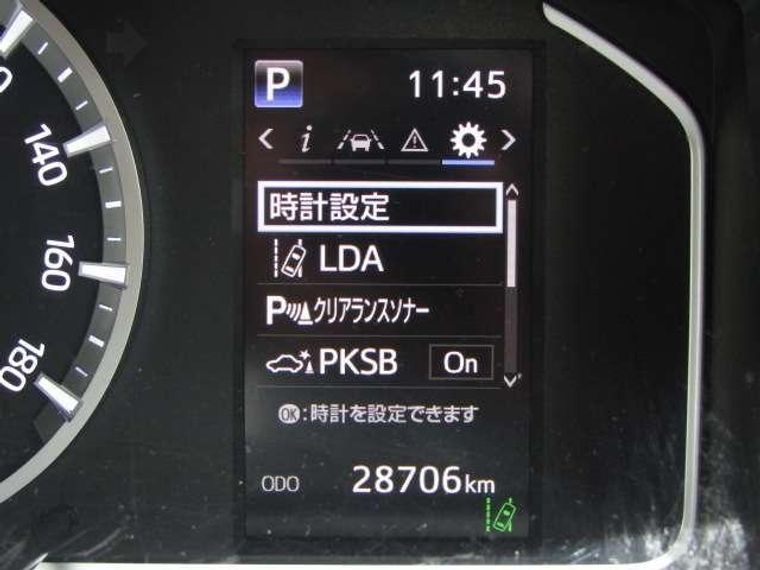 P 11:45
< i >
時計設定
LDA
P クリアランスソナー
PKSB On
OK:時計を設定できます
ODO 28706km
140
160
180